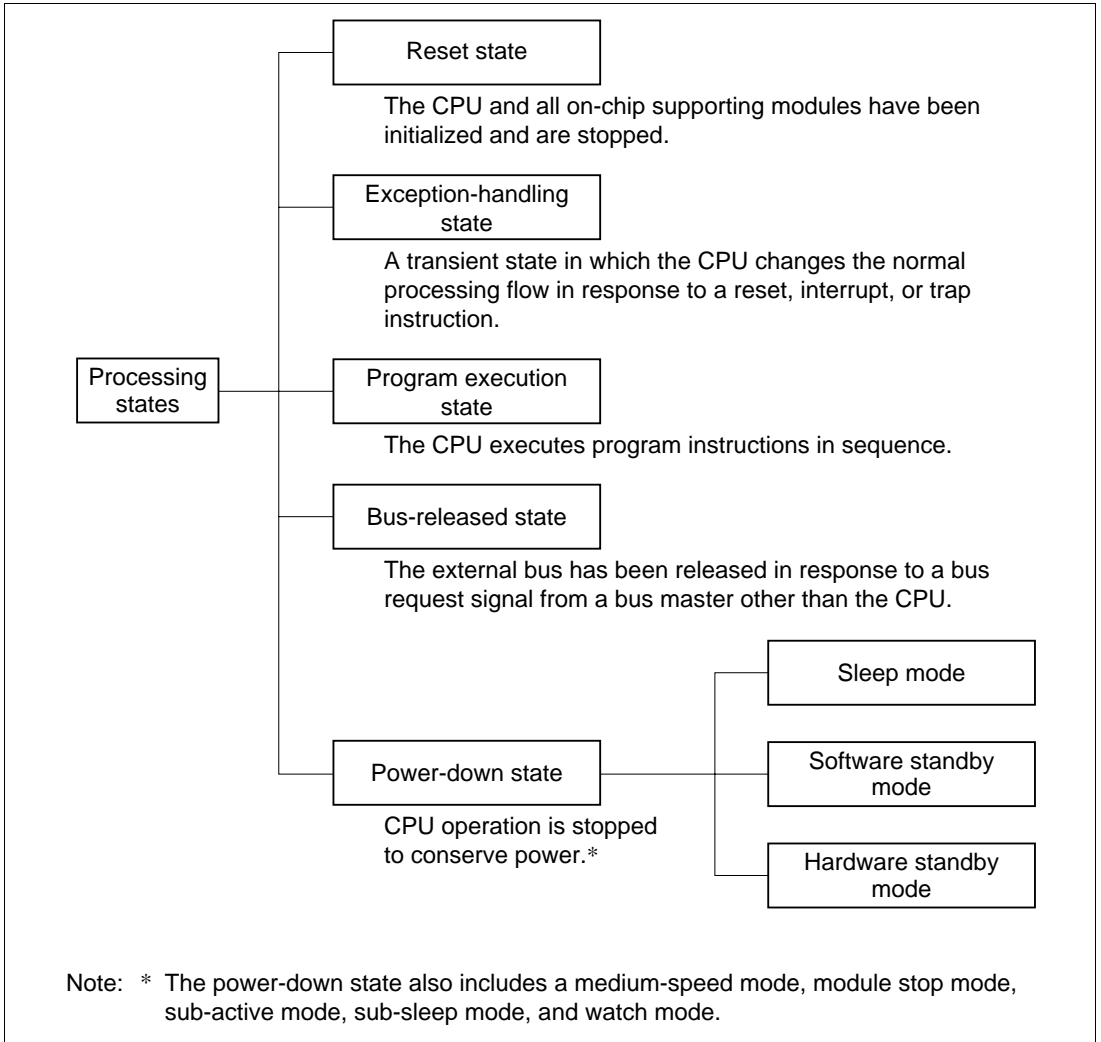 Reset state
The CPU and all on-chip supporting modules have been
initialized and are stopped.
Exception-handling
state
A transient state in which the CPU changes the normal
processing flow in response to a reset, interrupt, or trap
instruction.
Processing
states
Program execution
state
The CPU executes program instructions in sequence.
Bus-released state
The external bus has been released in response to a bus
request signal from a bus master other than the CPU.
Sleep mode
Power-down state
CPU operation is stopped
to conserve power.*
Software standby
mode
Hardware standby
mode
Note: * The power-down state also includes a medium-speed mode, module stop mode,
sub-active mode, sub-sleep mode, and watch mode.